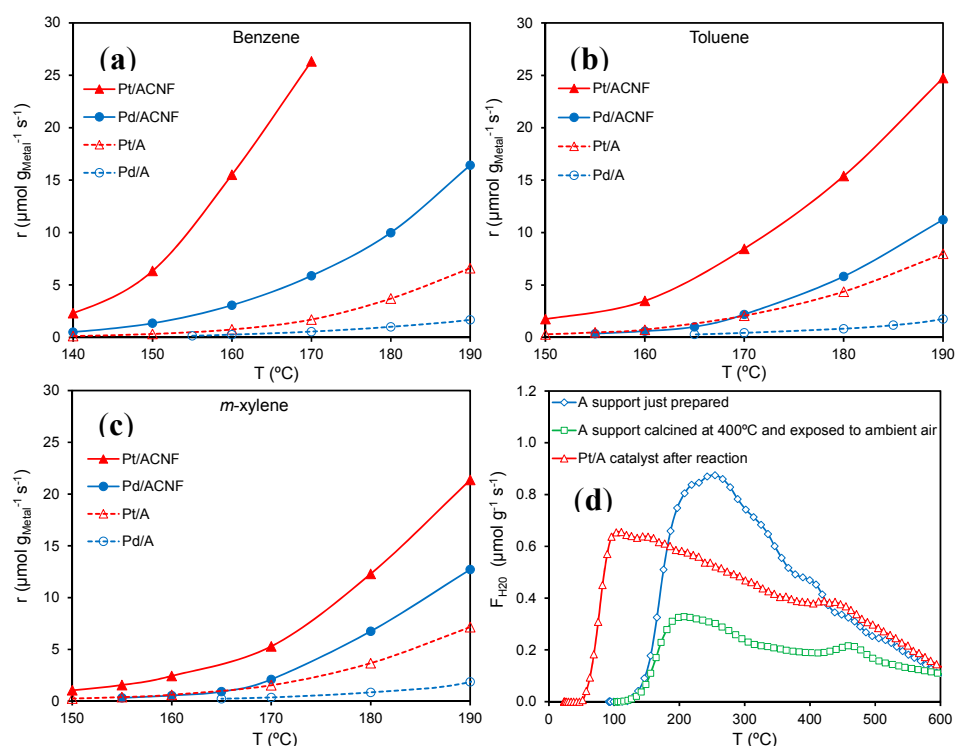 (a)
Benzene
Pt/ACNF
Pd/ACNF
Pt/A
Pd/A
r (µmol gMetal⁻¹ s⁻¹)
30
25
20
15
10
5
0
140 150 160 170 180 190
T (ºC)
(b)
Toluene
Pt/ACNF
Pd/ACNF
Pt/A
Pd/A
r (µmrol gMetal⁻¹ s⁻¹)
30
25
20
15
10
5
0
150 160 170 180 190
T (ºC)
(c)
m-xylene
Pt/ACNF
Pd/ACNF
Pt/A
Pd/A
r (µmol gMetal⁻¹ s⁻¹)
30
25
20
15
10
5
0
150 160 170 180 190
T (ºC)
A support just prepared
A support calcined at 400ºC and exposed to ambient air
Pt/A catalyst after reaction
(d)
FH20 (µmol g⁻¹ s⁻¹)
1.2
1.0
0.8
0.6
0.4
0.2
0.0
0 100 200 300 400 500 600
T (ºC)